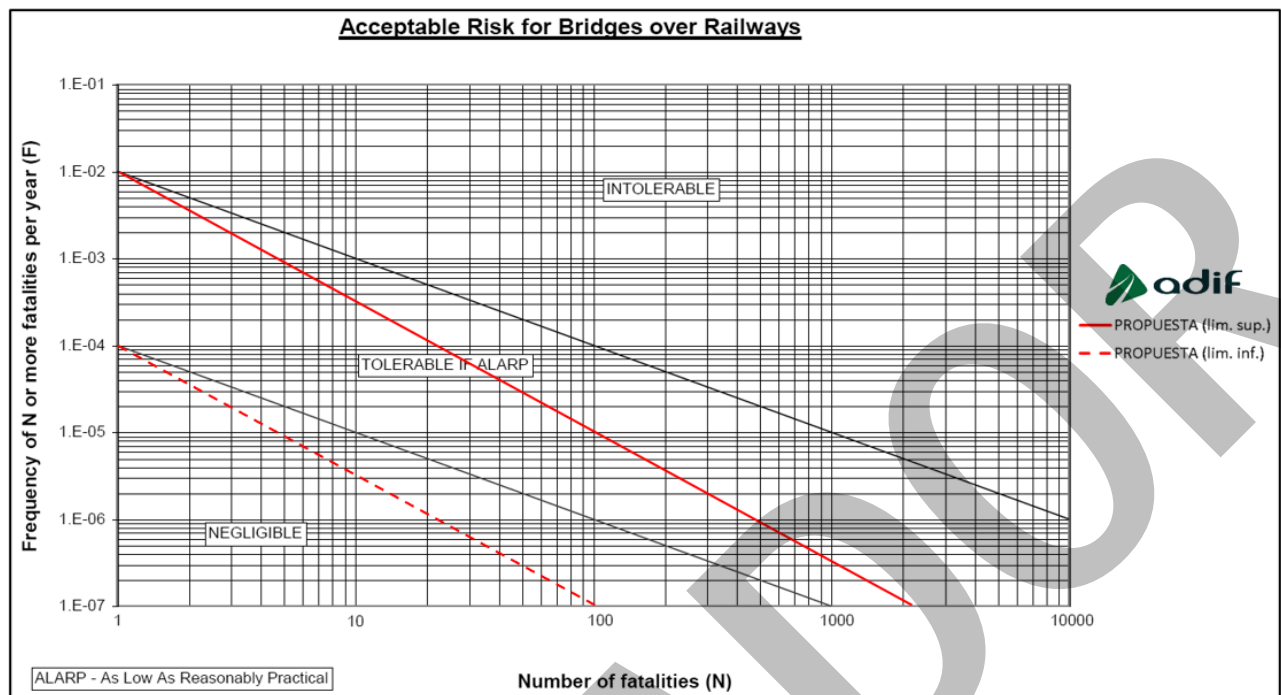 Acceptable Risk for Bridges over Railways
Frequency of N or more fatalities per year (F)
1.E-01
1.E-02
1.E-03
1.E-04
1.E-05
1.E-06
1.E-07
INTOLERABLE
TOLERABLE IF ALARP
NEGLIGIBLE
1
10
100
1000
10000
Number of fatalities (N)
ALARP - As Low As Reasonably Practical
adif
PROPUESTA (lim. sup.)
PROPUESTA (lim. inf.)
DOR